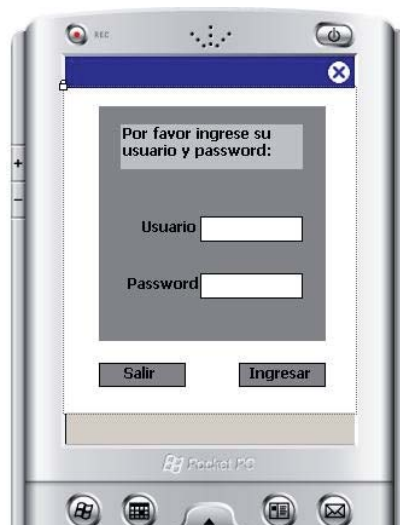 REC
Por favor ingrese su
usuario y password:
Usuario
Password
Salir
Ingresar
Pocket PC